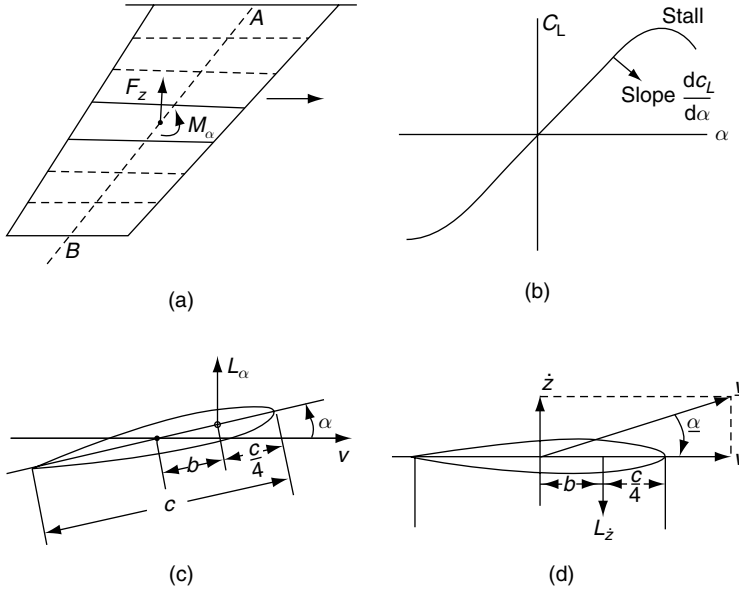 A
F_z
M_α
B
(a)
C_L
Stall
Slope dc_L/dα
α
(b)
L_α
α
v
b
c/4
c
(c)
ż
v
α
v
b
c/4
L_ż
(d)